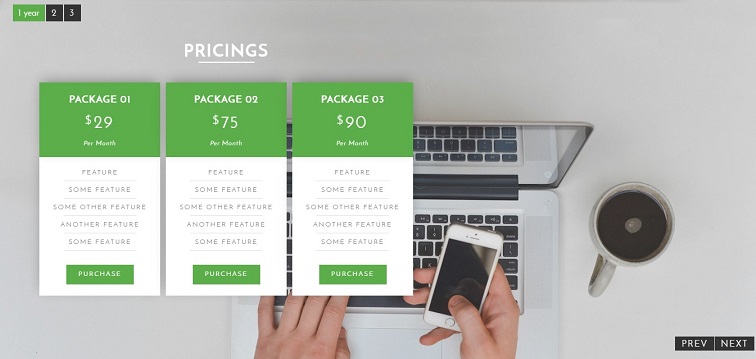 1 year 2 3
PRICINGS
PACKAGE 01
$29
Per Month
FEATURE
SOME FEATURE
SOME OTHER FEATURE
ANOTHER FEATURE
SOME FEATURE
PURCHASE
PACKAGE 02
$75
Per Month
FEATURE
SOME FEATURE
SOME OTHER FEATURE
ANOTHER FEATURE
SOME FEATURE
PURCHASE
PACKAGE 03
$90
Per Month
FEATURE
SOME FEATURE
SOME OTHER FEATURE
ANOTHER FEATURE
SOME FEATURE
PURCHASE
PREV NEXT